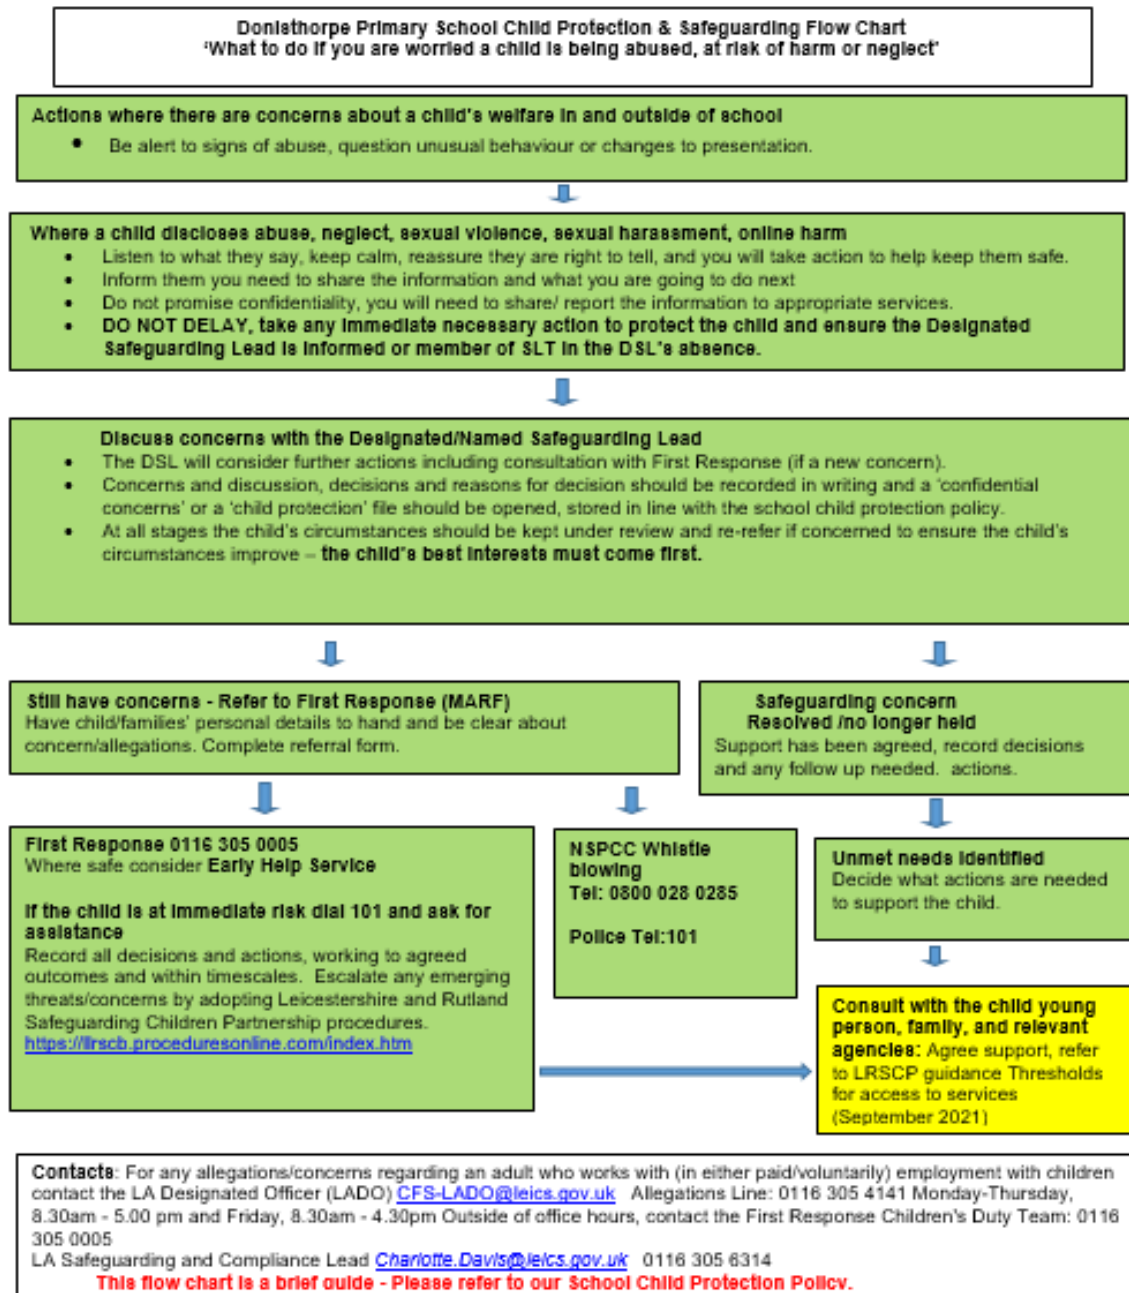 Donisthorpe Primary School Child Protection & Safeguarding Flow Chart
'What to do if you are worried a child is being abused, at risk of harm or neglect'
Actions where there are concerns about a child's welfare in and outside of school
• Be alert to signs of abuse, question unusual behaviour or changes to presentation.
Where a child discloses abuse, neglect, sexual violence, sexual harassment, online harm
• Listen to what they say, keep calm, reassure they are right to tell, and you will take action to help keep them safe.
• Inform them you need to share the information and what you are going to do next
• Do not promise confidentiality, you will need to share/ report the information to appropriate services.
• DO NOT DELAY, take any immediate necessary action to protect the child and ensure the Designated
Safeguarding Lead is informed or member of SLT in the DSL's absence.
Discuss concerns with the Designated/Named Safeguarding Lead
• The DSL will consider further actions including consultation with First Response (if a new concern).
• Concerns and discussion, decisions and reasons for decision should be recorded in writing and a 'confidential
concerns' or a 'child protection' file should be opened, stored in line with the school child protection policy.
• At all stages the child's circumstances should be kept under review and re-refer if concerned to ensure the child's
circumstances improve – the child's best interests must come first.
Still have concerns - Refer to First Response (MARF)
Have child/families' personal details to hand and be clear about
concern/allegations. Complete referral form.
Safeguarding concern
Resolved /no longer held
Support has been agreed, record decisions
and any follow up needed. actions.
First Response 0116 305 0005
Where safe consider Early Help Service
If the child is at immediate risk dial 101 and ask for
assistance
Record all decisions and actions, working to agreed
outcomes and within timescales. Escalate any emerging
threats/concerns by adopting Leicestershire and Rutland
Safeguarding Children Partnership procedures.
https://llrscb.proceduresonline.com/index.htm
NSPCC Whistle
blowing
Tel: 0800 028 0285
Police Tel:101
Unmet needs identified
Decide what actions are needed
to support the child.
Consult with the child young
person, family, and relevant
agencies: Agree support, refer
to LRSCP guidance Thresholds
for access to services
(September 2021)
Contacts: For any allegations/concerns regarding an adult who works with (in either paid/voluntarily) employment with children
contact the LA Designated Officer (LADO) CFS-LADO@leics.gov.uk Allegations Line: 0116 305 4141 Monday-Thursday,
8.30am - 5.00 pm and Friday, 8.30am - 4.30pm Outside of office hours, contact the First Response Children's Duty Team: 0116
305 0005
LA Safeguarding and Compliance Lead Charlotte.Davis@leics.gov.uk 0116 305 6314
This flow chart is a brief guide - Please refer to our School Child Protection Policy.